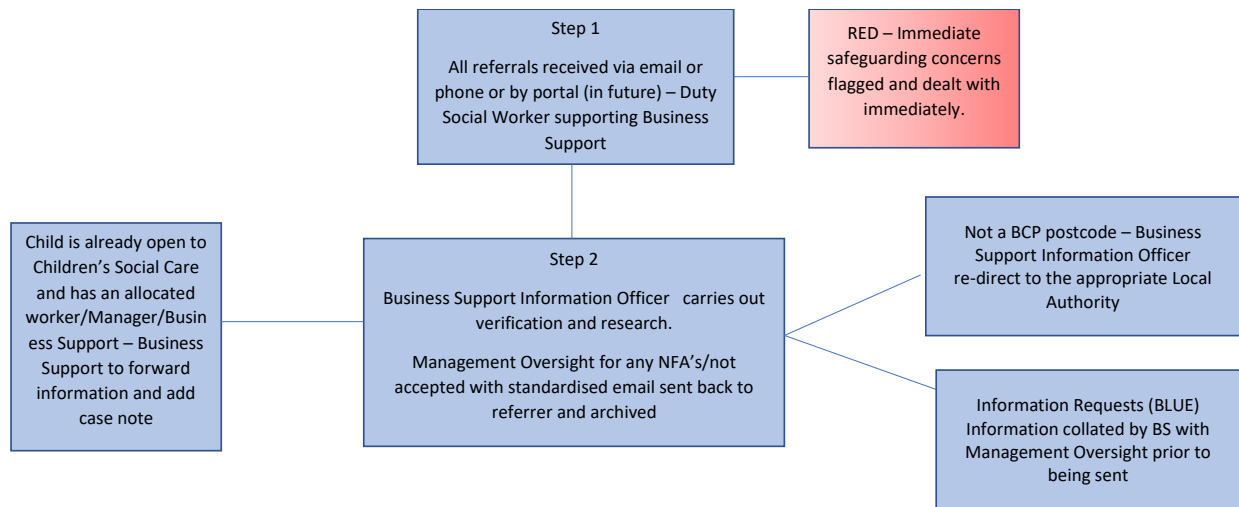 Step 1
All referrals received via email or
phone or by portal (in future) – Duty
Social Worker supporting Business
Support
RED – Immediate
safeguarding concerns
flagged and dealt with
immediately.
Child is already open to
Children’s Social Care
and has an allocated
worker/Manager/Busin
ess Support – Business
Support to forward
information and add
case note
Step 2
Business Support Information Officer carries out
verification and research.
Management Oversight for any NFA’s/not
accepted with standardised email sent back to
referrer and archived
Not a BCP postcode – Business
Support Information Officer
re-direct to the appropriate Local
Authority
Information Requests (BLUE)
Information collated by BS with
Management Oversight prior to
being sent